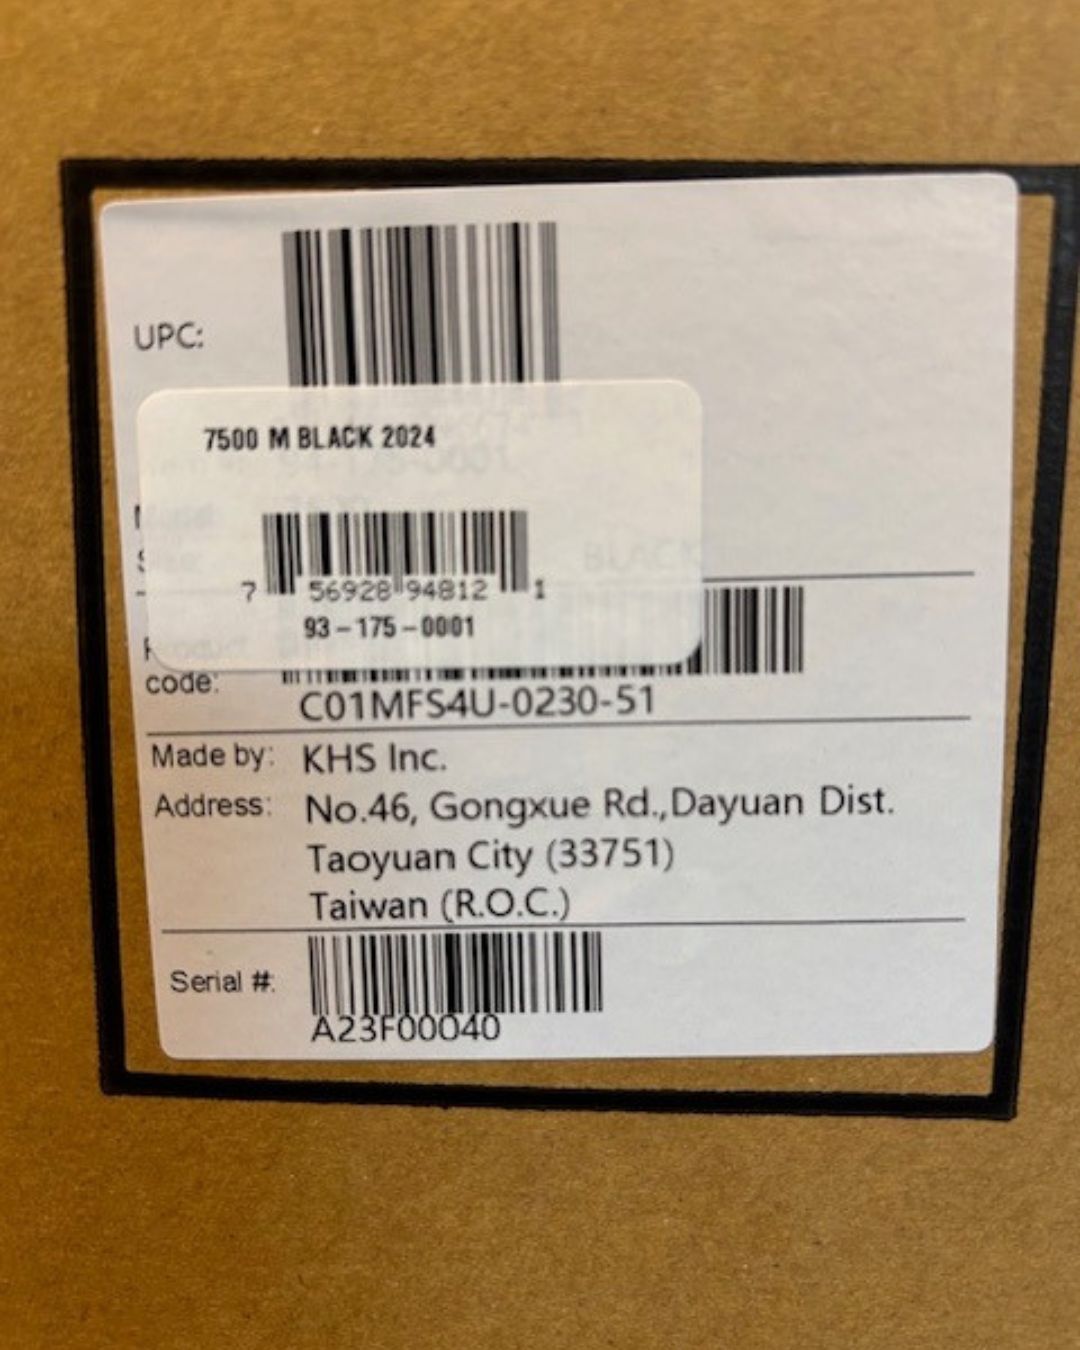 UPC:
7500 M BLACK 2024
BLACK
7 56928 94812 1
93-175-0001
code:
C01MFS4U-0230-51
Made by: KHS Inc.
Address: No.46, Gongxue Rd.,Dayuan Dist.
Taoyuan City (33751)
Taiwan (R.O.C.)
Serial #:
A23F00040